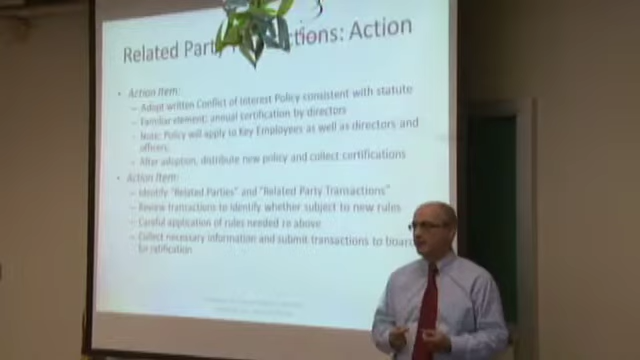 Related Party Transactions: Action
• Action Item:
– Adopt written Conflict of Interest Policy consistent with statute
– Familiar element: annual certification by directors
– Note: Policy will apply to Key Employees as well as directors and
officers;
– After adoption, distribute new policy and collect certifications
• Action Item:
– Identify "Related Parties" and "Related Party Transactions"
– Review transactions to identify whether subject to new rules
– Careful application of rules needed re above
– Collect necessary information and submit transactions to board
for ratification